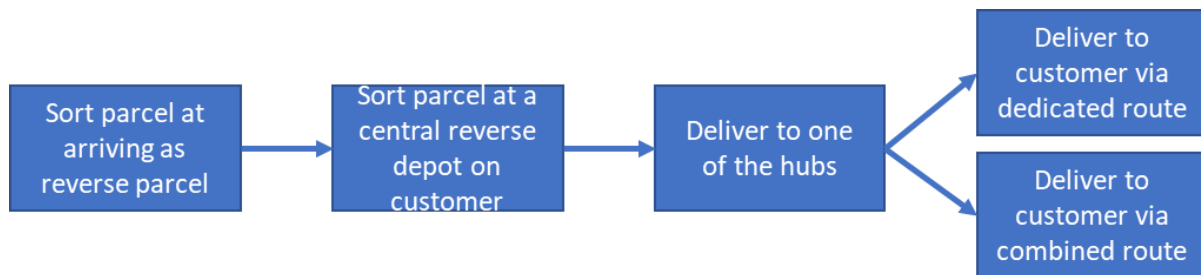 Sort parcel at
arriving as
reverse parcel
Sort parcel at a
central reverse
depot on
customer
Deliver to one
of the hubs
Deliver to
customer via
dedicated route
Deliver to
customer via
combined route